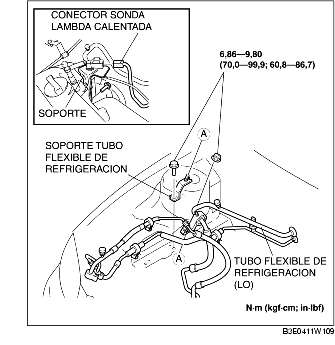 CONECTOR SONDA
LAMBDA CALENTADA
SOPORTE
6,86—9,80
(70,0—99,9; 60,8—86,7)
A
SOPORTE TUBO
FLEXIBLE DE
REFRIGERACION
A
TUBO FLEXIBLE DE
REFRIGERACION
(LO)
N·m (kgf·cm; in·lbf)
B3E0411W109